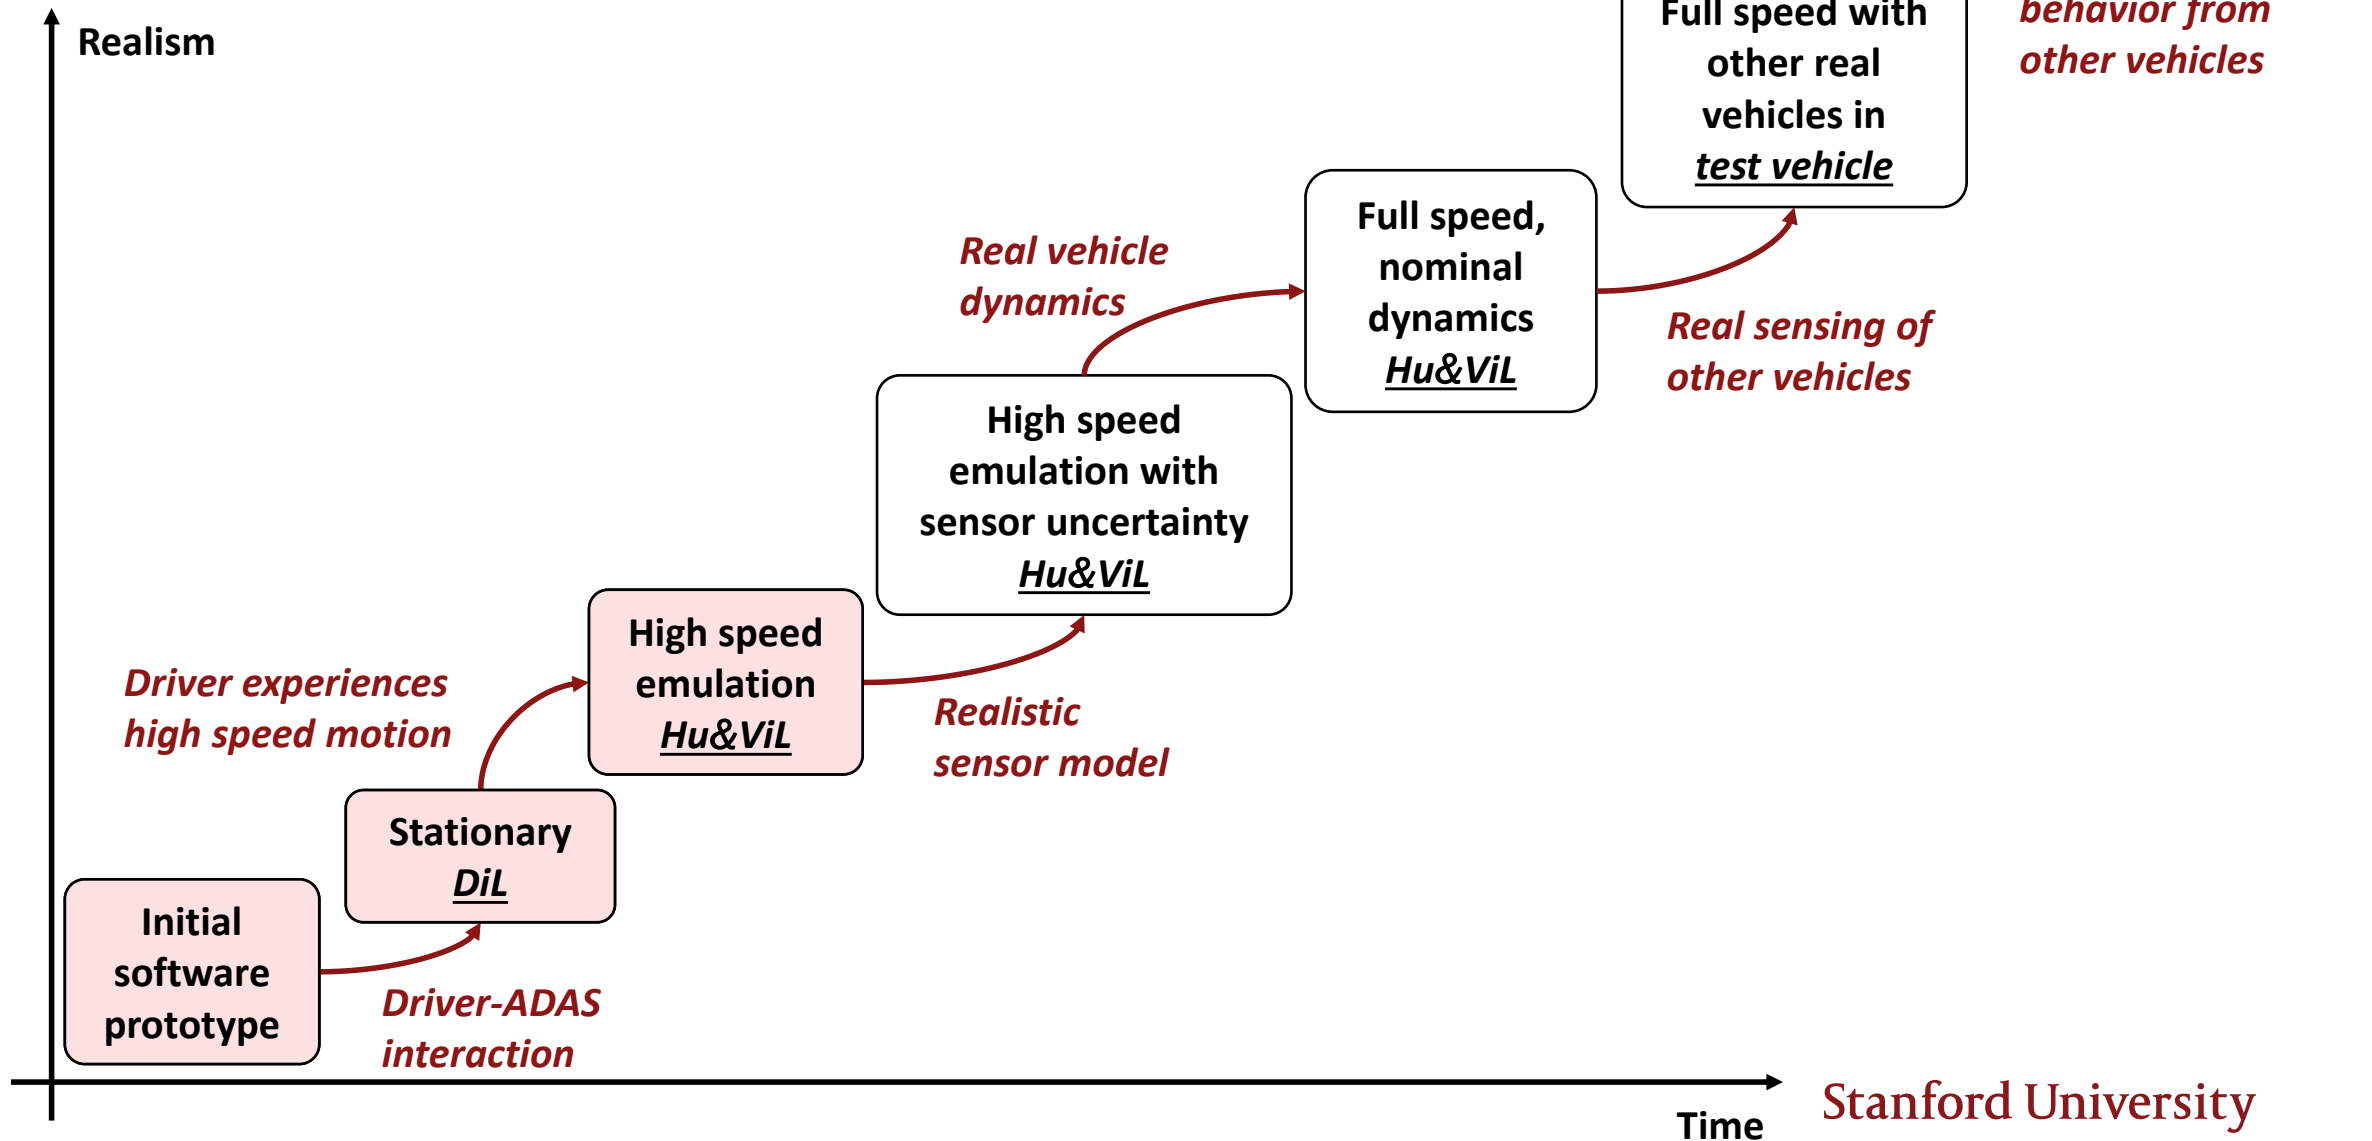 Realism
Full speed with
other real
vehicles in
test vehicle
behavior from
other vehicles
Full speed,
nominal
dynamics
Hu&ViL
Real vehicle
dynamics
Real sensing of
other vehicles
High speed
emulation with
sensor uncertainty
Hu&ViL
High speed
emulation
Hu&ViL
Driver experiences
high speed motion
Realistic
sensor model
Stationary
DiL
Initial
software
prototype
Driver-ADAS
interaction
Time
Stanford University